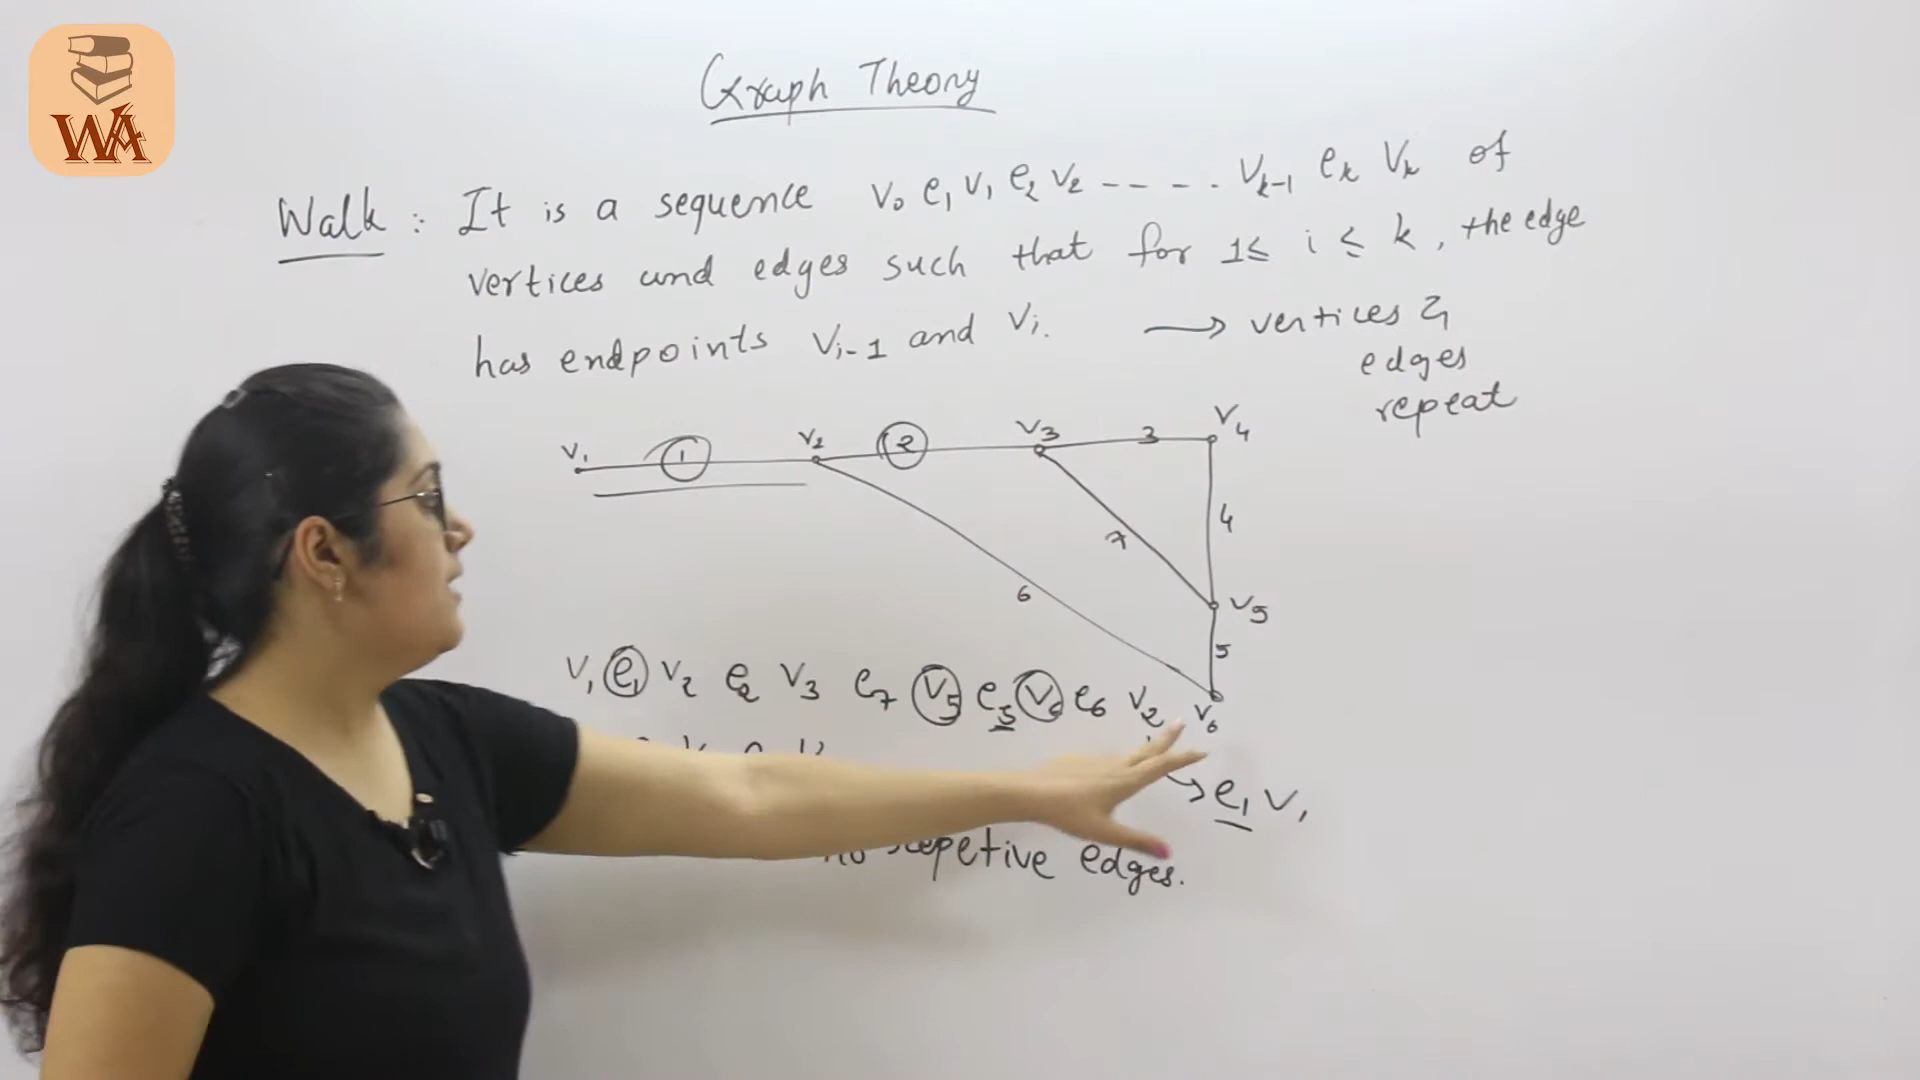 WA
Graph Theory
Walk : It is a sequence V₀ e₁ V₁ e₂ V₂ ----- Vₖ₋₁ eₖ Vₖ of
vertices and edges such that for 1≤ i ≤ k, the edge
has endpoints Vᵢ₋₁ and Vᵢ. → vertices &
edges
repeat
V₁ 1 V₂ 2 V₃ 3 V₄
4
7
6
V₅
5
V₆
V₁ e₁ V₂ e₂ V₃ e₇ V₅ e₅ V₆ e₆ V₂
→ e₁ V₁
no repetive edges.